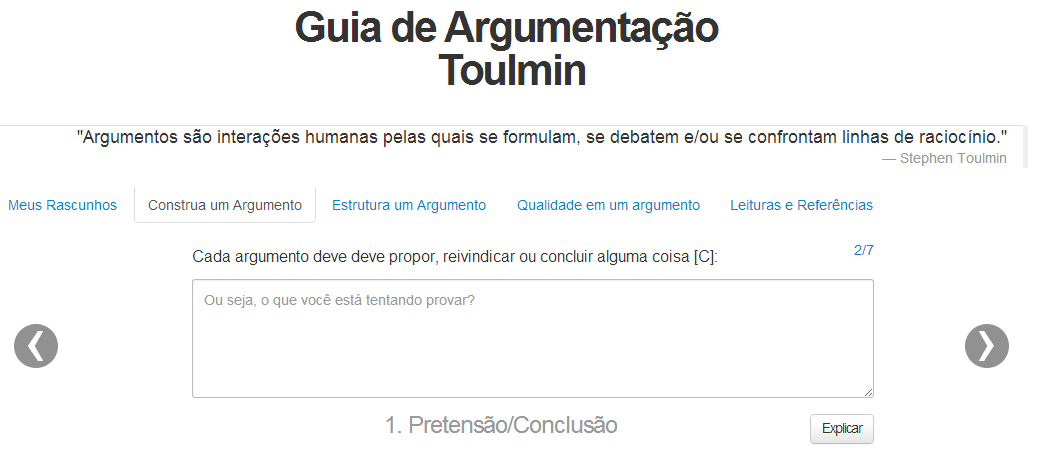 Guia de Argumentação
Toulmin
"Argumentos são interações humanas pelas quais se formulam, se debatem e/ou se confrontam linhas de raciocínio."
— Stephen Toulmin
Meus Rascunhos Construa um Argumento Estrutura um Argumento Qualidade em um argumento Leituras e Referências
Cada argumento deve deve propor, reivindicar ou concluir alguma coisa [C]: 2/7
Ou seja, o que você está tentando provar?
1. Pretensão/Conclusão Explicar